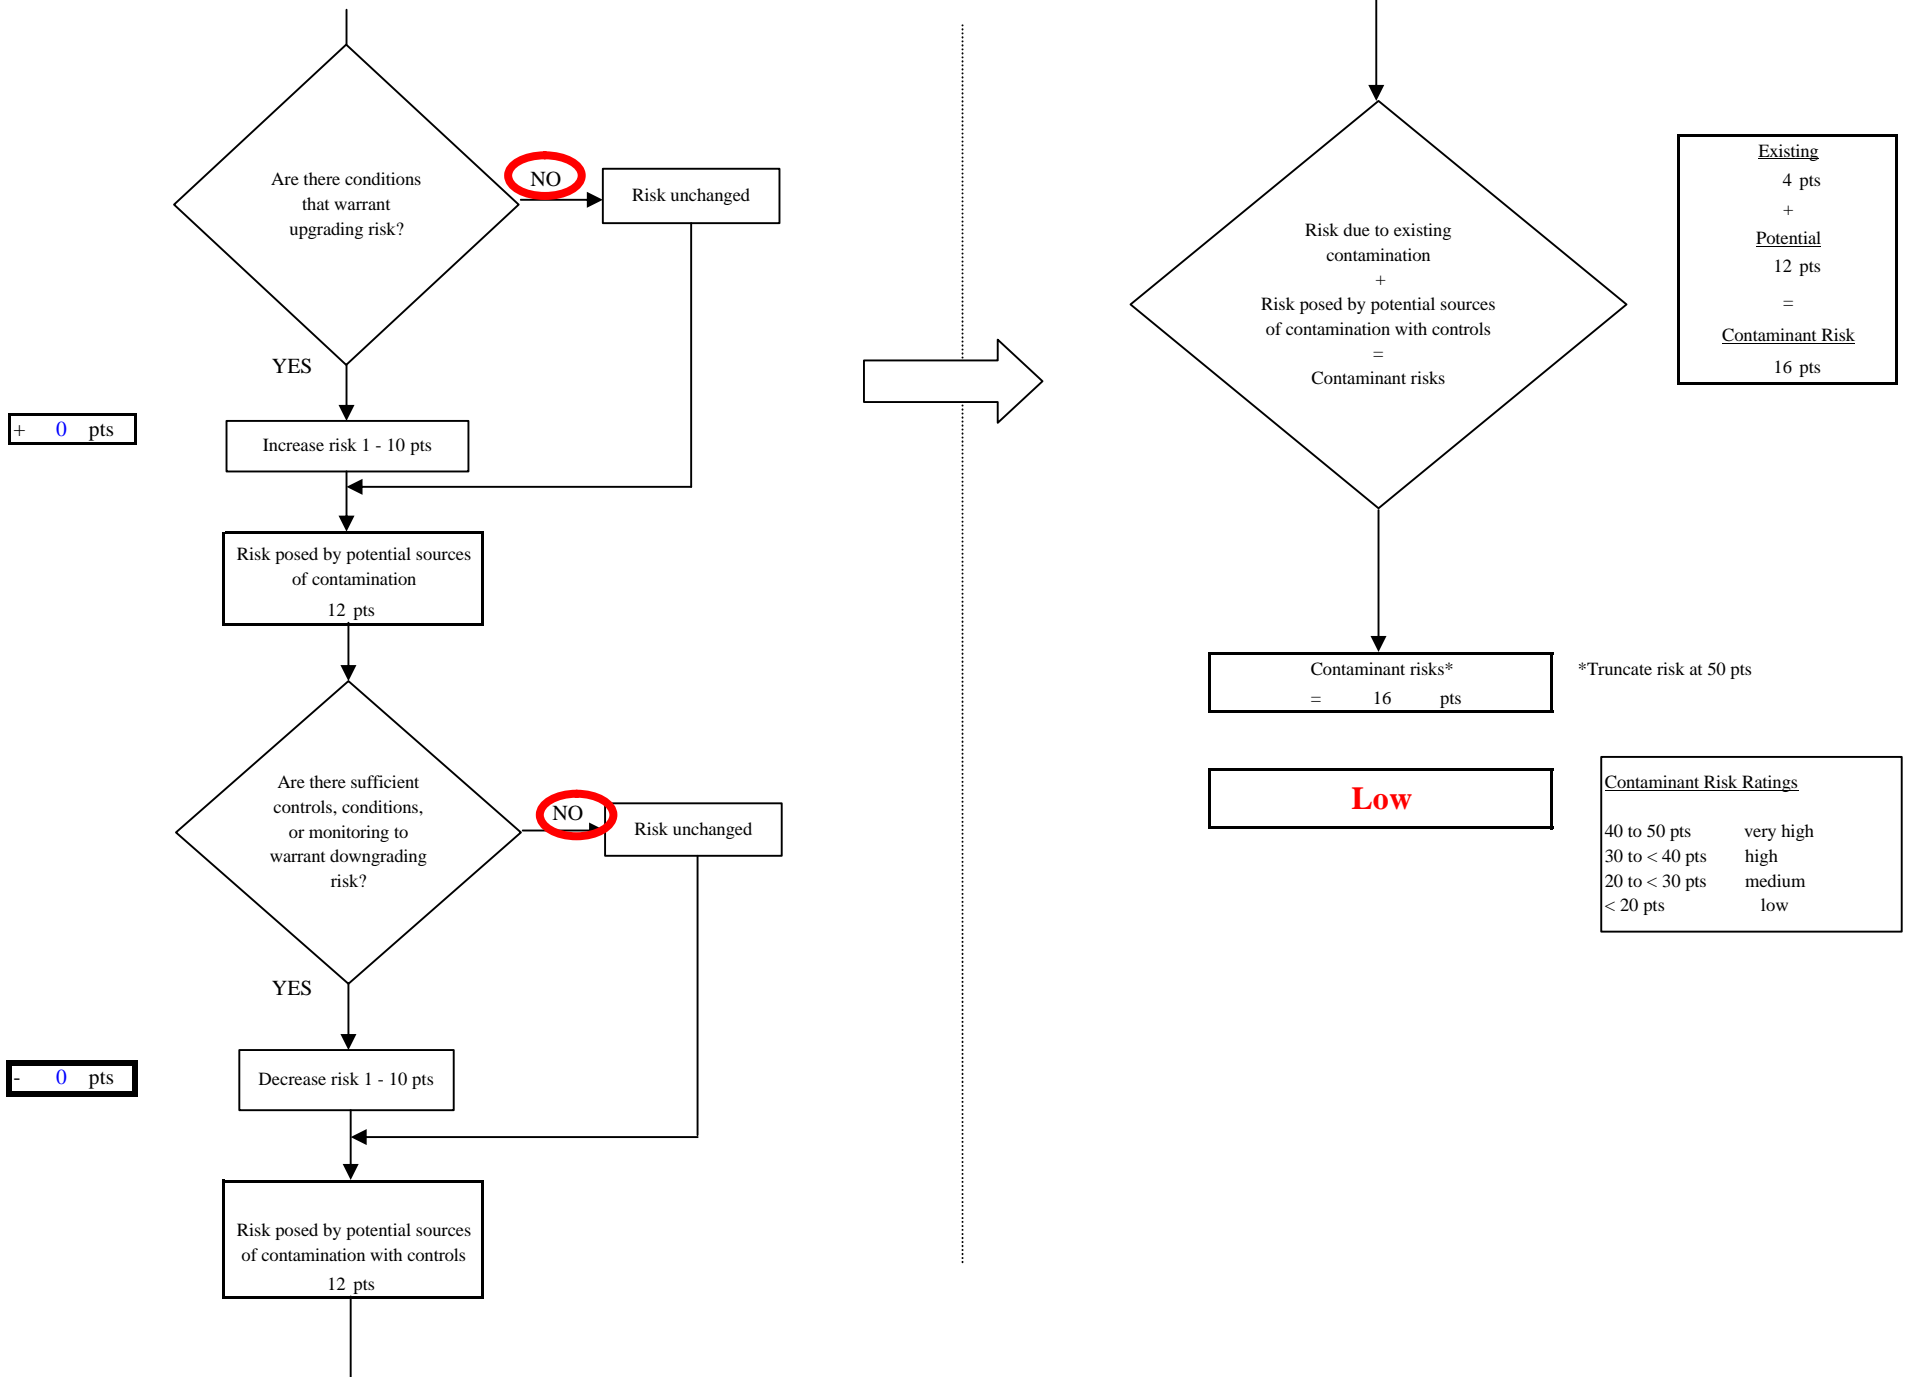 Are there conditions
that warrant
upgrading risk?
NO
Risk unchanged
YES
+ 0 pts
Increase risk 1 - 10 pts
Risk posed by potential sources
of contamination
12 pts
Are there sufficient
controls, conditions,
or monitoring to
warrant downgrading
risk?
NO
Risk unchanged
YES
- 0 pts
Decrease risk 1 - 10 pts
Risk posed by potential sources
of contamination with controls
12 pts
Risk due to existing
contamination
+
Risk posed by potential sources
of contamination with controls
=
Contaminant risks
Existing
4 pts
+
Potential
12 pts
=
Contaminant Risk
16 pts
Contaminant risks*
= 16 pts
*Truncate risk at 50 pts
Low
Contaminant Risk Ratings
40 to 50 pts very high
30 to < 40 pts high
20 to < 30 pts medium
< 20 pts low